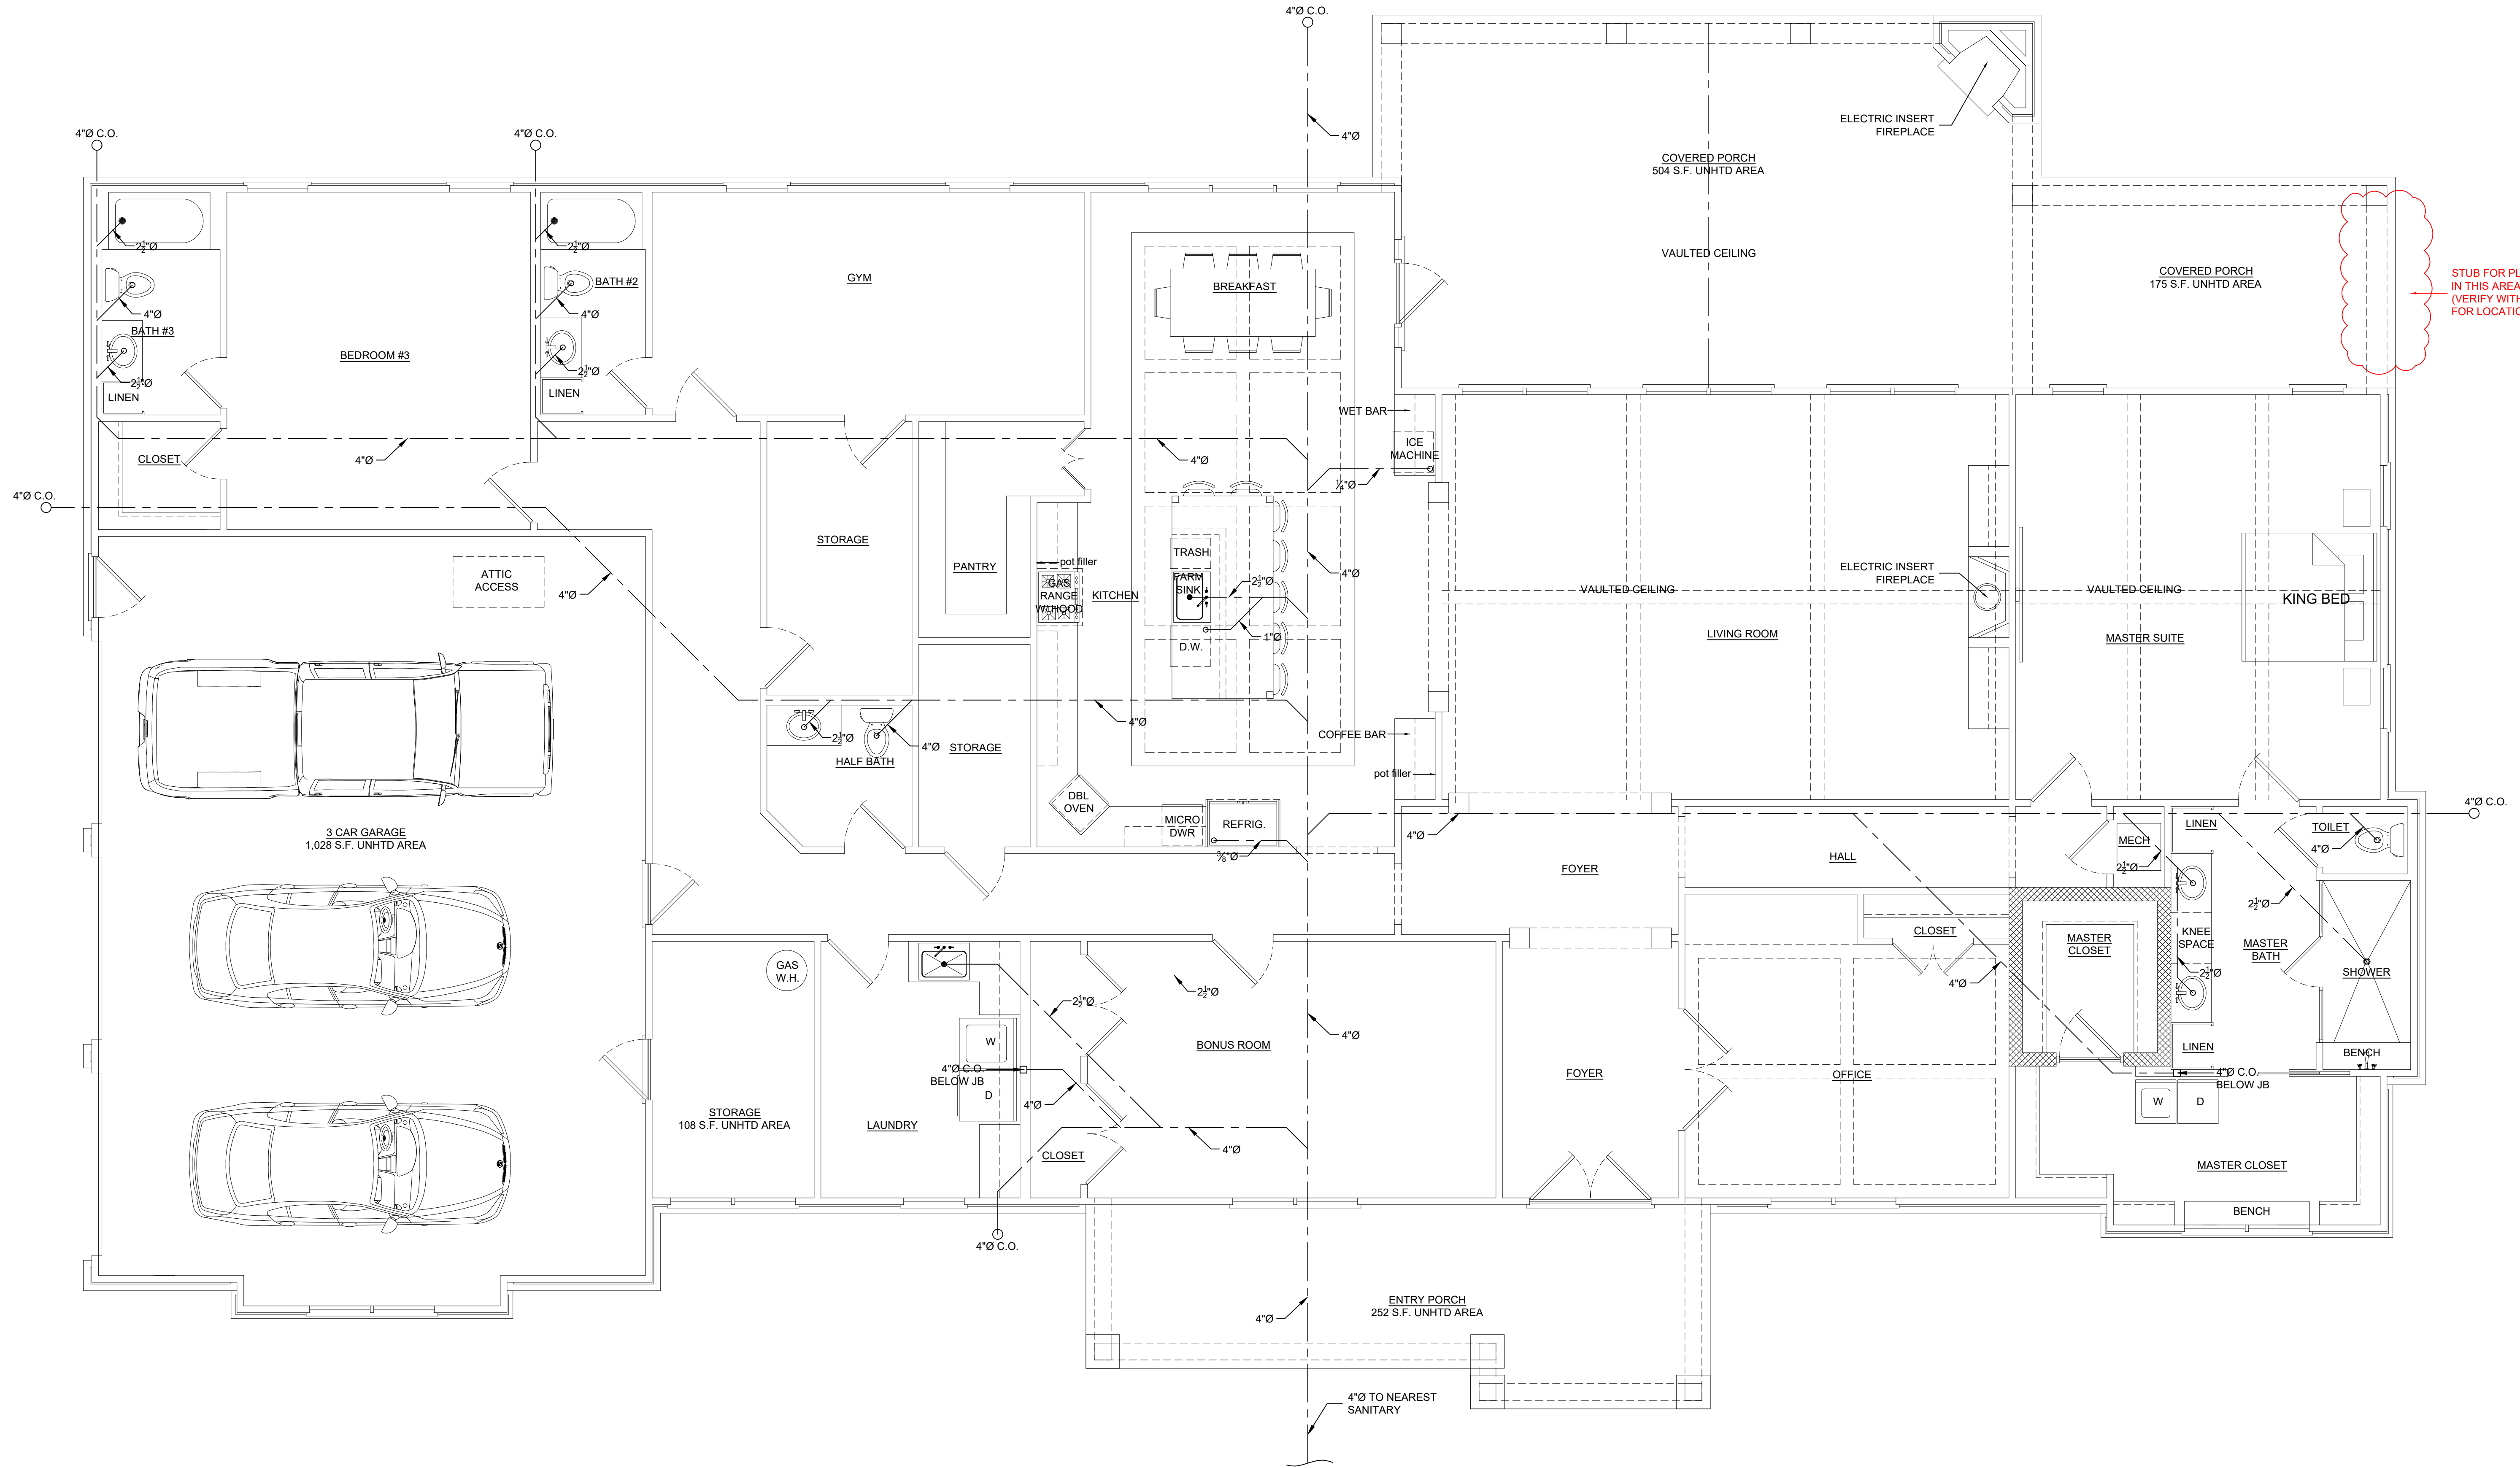 4"Ø C.O.
4"Ø C.O.
4"Ø C.O.
4"Ø
ELECTRIC INSERT
FIREPLACE
COVERED PORCH
504 S.F. UNHTD AREA
VAULTED CEILING
COVERED PORCH
175 S.F. UNHTD AREA
STUB FOR
IN THIS AREA
(VERIFY
FOR
2½"Ø
4"Ø
BATH #3
2½"Ø
LINEN
BEDROOM #3
2½"Ø
BATH #2
4"Ø
2½"Ø
LINEN
GYM
BREAKFAST
WET BAR
ICE
MACHINE
¼"Ø
CLOSET
4"Ø
4"Ø
4"Ø C.O.
ATTIC
ACCESS
4"Ø
STORAGE
PANTRY
pot filler
GAS
RANGE
W/ HOOD
KITCHEN
TRASH
FARM
SINK
2½"Ø
1"Ø
D.W.
4"Ø
VAULTED CEILING
LIVING ROOM
ELECTRIC INSERT
FIREPLACE
VAULTED CEILING
MASTER SUITE
KING BED
4"Ø
2½"Ø
4"Ø
HALF BATH
STORAGE
COFFEE BAR
pot filler
DBL
OVEN
MICRO
DWR
REFRIG.
⅜"Ø
4"Ø
3 CAR GARAGE
1,028 S.F. UNHTD AREA
FOYER
HALL
MECH
2½"Ø
LINEN
TOILET
4"Ø
4"Ø C.O.
2½"Ø
CLOSET
MASTER
CLOSET
KNEE
SPACE
2½"Ø
MASTER
BATH
SHOWER
4"Ø
LINEN
BENCH
4"Ø C.O.
BELOW JB
GAS
W.H.
2½"Ø
2½"Ø
W
4"Ø C.O.
BELOW JB
D
4"Ø
BONUS ROOM
4"Ø
FOYER
OFFICE
W
D
STORAGE
108 S.F. UNHTD AREA
LAUNDRY
CLOSET
4"Ø
MASTER CLOSET
BENCH
4"Ø C.O.
4"Ø
ENTRY PORCH
252 S.F. UNHTD AREA
4"Ø TO NEAREST
SANITARY